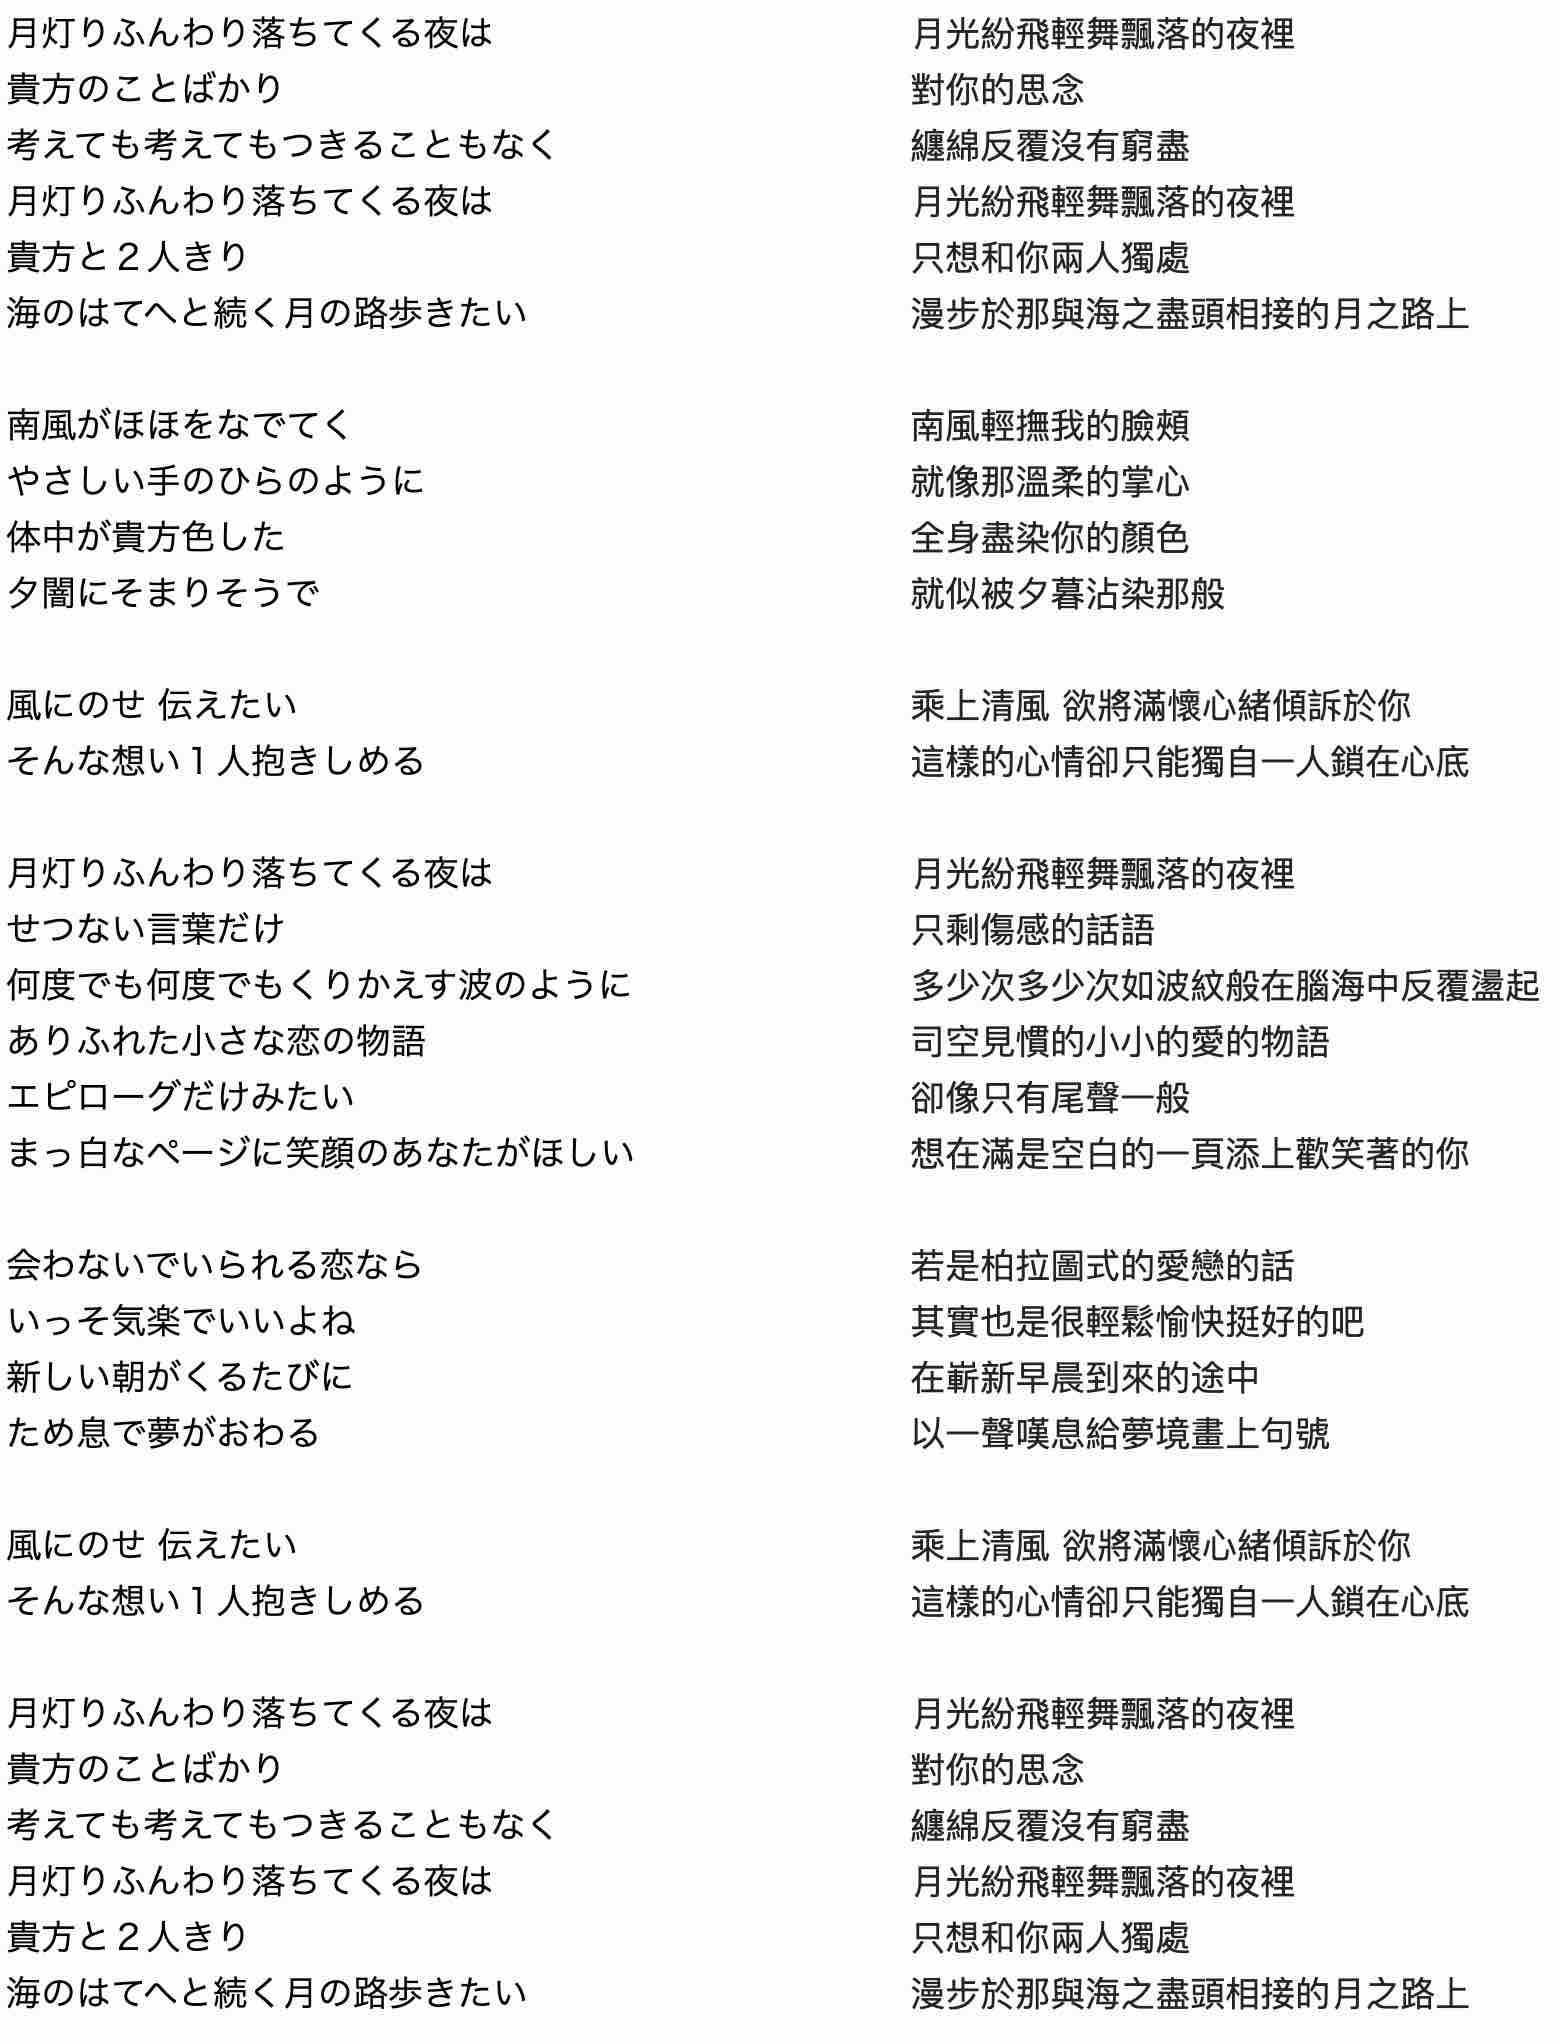 月灯りふんわり落ちてくる夜は
貴方のことばかり
考えても考えてもつきることもなく
月灯りふんわり落ちてくる夜は
貴方と２人きり
海のはてへと続く月の路歩きたい

南風がほほをなでてく
やさしい手のひらのように
体中が貴方色した
夕闇にそまりそうで

風にのせ 伝えたい
そんな想い１人抱きしめる

月灯りふんわり落ちてくる夜は
せつない言葉だけ
何度でも何度でもくりかえす波のように
ありふれた小さな恋の物語
エピローグだけみたい
まっ白なページに笑顔のあなたがほしい

会わないでいられる恋なら
いっそ気楽でいいよね
新しい朝がくるたびに
ため息で夢がおわる

風にのせ 伝えたい
そんな想い１人抱きしめる

月灯りふんわり落ちてくる夜は
貴方のことばかり
考えても考えてもつきることもなく
月灯りふんわり落ちてくる夜は
貴方と２人きり
海のはてへと続く月の路歩きたい

月光紛飛輕舞飄落的夜裡
對你的思念
纏綿反覆沒有窮盡
月光紛飛輕舞飄落的夜裡
只想和你兩人獨處
漫步於那與海之盡頭相接的月之路上

南風輕撫我的臉頰
就像那溫柔的掌心
全身盡染你的顏色
就似被夕暮沾染那般

乘上清風 欲將滿懷心緒傾訴於你
這樣的心情卻只能獨自一人鎖在心底

月光紛飛輕舞飄落的夜裡
只剩傷感的話語
多少次多少次如波紋般在腦海中反覆盪起
司空見慣的小小的愛的物語
卻像只有尾聲一般
想在滿是空白的一頁添上歡笑著的你

若是柏拉圖式的愛戀的話
其實也是很輕鬆愉快挺好的吧
在嶄新早晨到來的途中
以一聲嘆息給夢境畫上句號

乘上清風 欲將滿懷心緒傾訴於你
這樣的心情卻只能獨自一人鎖在心底

月光紛飛輕舞飄落的夜裡
對你的思念
纏綿反覆沒有窮盡
月光紛飛輕舞飄落的夜裡
只想和你兩人獨處
漫步於那與海之盡頭相接的月之路上